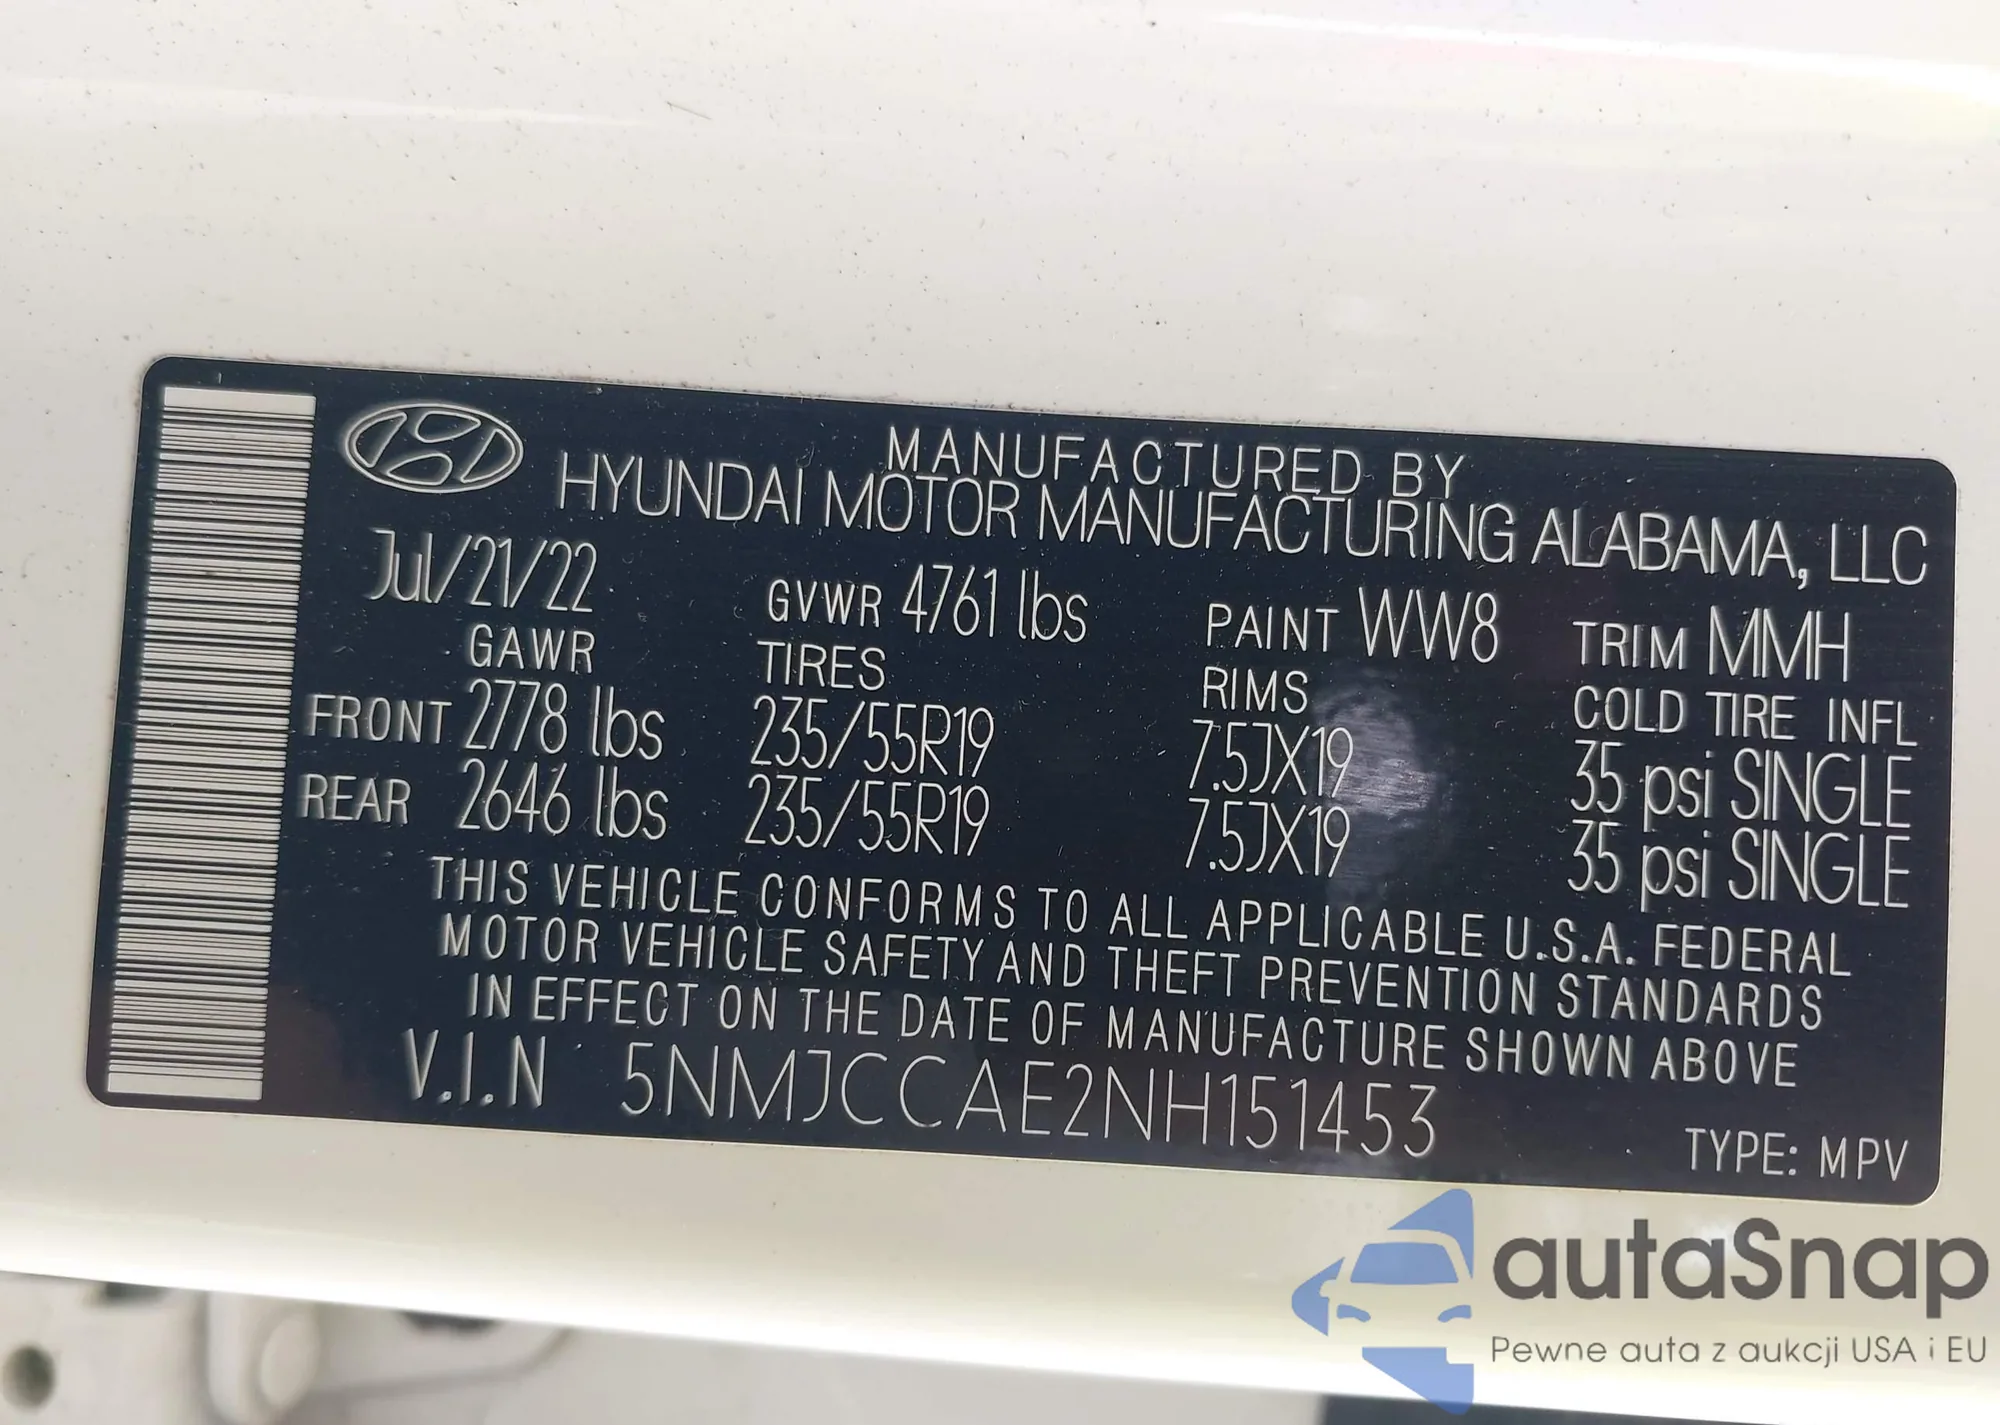 MANUFACTURED BY
HYUNDAI MOTOR MANUFACTURING ALABAMA, LLC
Jul/21/22 GVWR 4761 lbs PAINT WW8 TRIM MMH
GAWR TIRES RIMS COLD TIRE INFL
FRONT 2778 lbs 235/55R19 7.5JX19 35 psi SINGLE
REAR 2646 lbs 235/55R19 7.5JX19 35 psi SINGLE
THIS VEHICLE CONFORMS TO ALL APPLICABLE U.S.A. FEDERAL
MOTOR VEHICLE SAFETY AND THEFT PREVENTION STANDARDS
IN EFFECT ON THE DATE OF MANUFACTURE SHOWN ABOVE
V.I.N 5NMJCCAE2NH151453
TYPE: MPV
autaSnap
Pewne auta z aukcji USA i EU